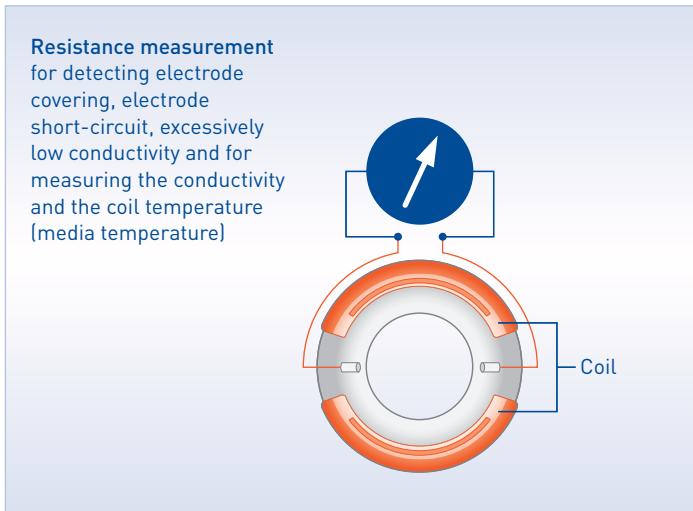 Resistance measurement
for detecting electrode
covering, electrode
short-circuit, excessively
low conductivity and for
measuring the conductivity
and the coil temperature
(media temperature)
Coil